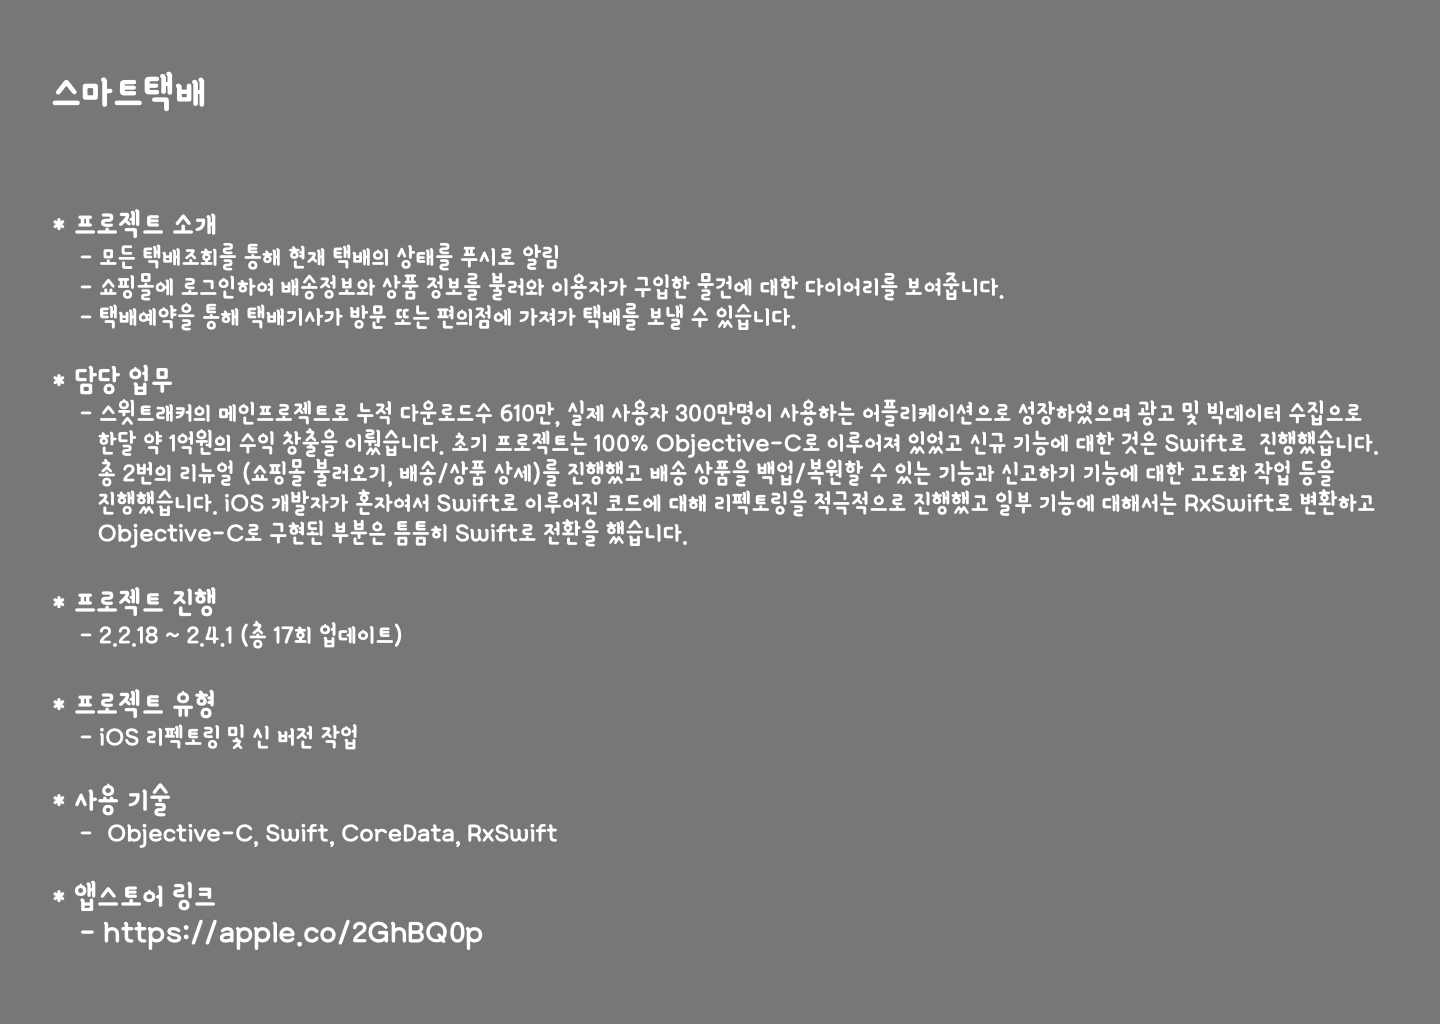 스마트택배
* 프로젝트 소개
- 모든 택배조회를 통해 현재 택배의 상태를 푸시로 알림
- 쇼핑몰에 로그인하여 배송정보와 상품 정보를 불러와 이용자가 구입한 물건에 대한 다이어리를 보여줍니다.
- 택배예약을 통해 택배기사가 방문 또는 편의점에 가져가 택배를 보낼 수 있습니다.
* 담당 업무
- 스윗트래커의 메인프로젝트로 누적 다운로드수 610만, 실제 사용자 300만명이 사용하는 어플리케이션으로 성장하였으며 광고 및 빅데이터 수집으로
한달 약 1억원의 수익 창출을 이뤘습니다. 초기 프로젝트는 100% Objective-C로 이루어져 있었고 신규 기능에 대한 것은 Swift로 진행했습니다.
총 2번의 리뉴얼 (쇼핑몰 불러오기, 배송/상품 상세)를 진행했고 배송 상품을 백업/복원할 수 있는 기능과 신고하기 기능에 대한 고도화 작업 등을
진행했습니다. iOS 개발자가 혼자여서 Swift로 이루어진 코드에 대해 리펙토링을 적극적으로 진행했고 일부 기능에 대해서는 RxSwift로 변환하고
Objective-C로 구현된 부분은 틈틈히 Swift로 전환을 했습니다.
* 프로젝트 진행
- 2.2.18 ~ 2.4.1 (총 17회 업데이트)
* 프로젝트 유형
- iOS 리펙토링 및 신 버전 작업
* 사용 기술
- Objective-C, Swift, CoreData, RxSwift
* 앱스토어 링크
- https://apple.co/2GhBQ0p